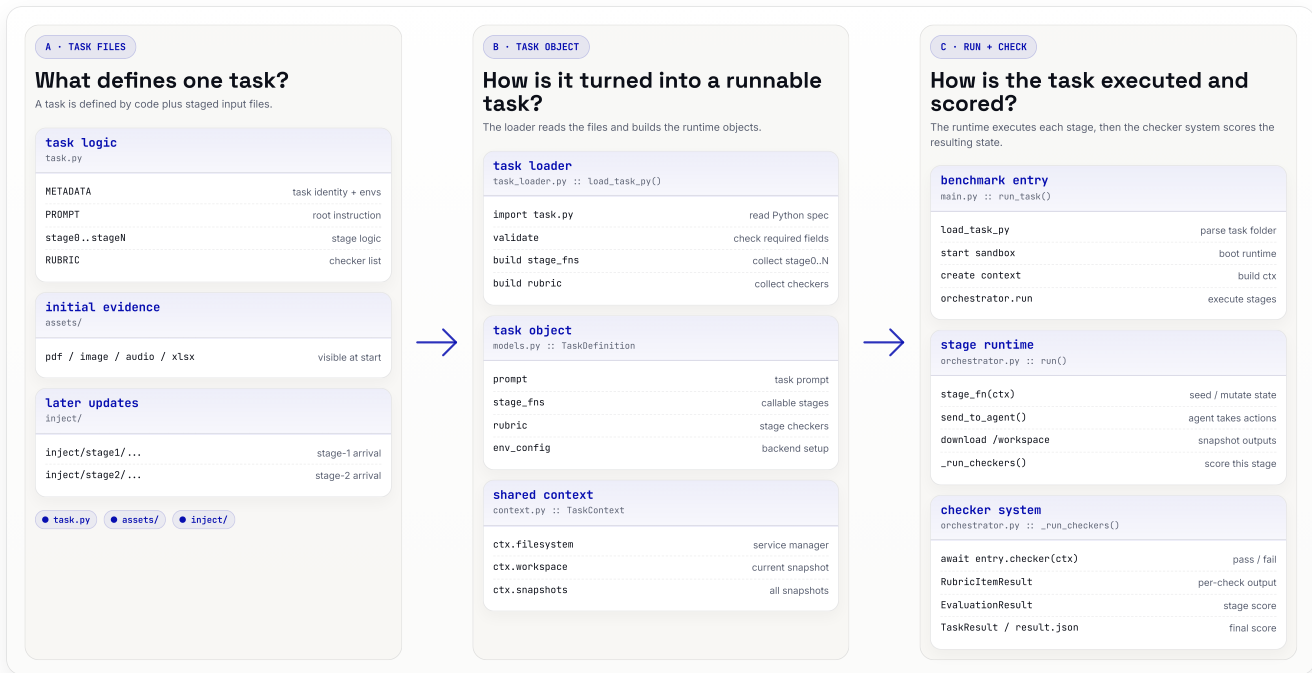 A · TASK FILES
What defines one task?
A task is defined by code plus staged input files.
task logic
task.py
METADATA task identity + envs
PROMPT root instruction
stage0..stageN stage logic
RUBRIC checker list
initial evidence
assets/
pdf / image / audio / xlsx visible at start
later updates
inject/
inject/stage1/... stage-1 arrival
inject/stage2/... stage-2 arrival
task.py assets/ inject/
B · TASK OBJECT
How is it turned into a runnable
task?
The loader reads the files and builds the runtime objects.
task loader
task_loader.py :: load_task_py()
import task.py read Python spec
validate check required fields
build stage_fns collect stage0..N
build rubric collect checkers
task object
models.py :: TaskDefinition
prompt task prompt
stage_fns callable stages
rubric stage checkers
env_config backend setup
shared context
context.py :: TaskContext
ctx.filesystem service manager
ctx.workspace current snapshot
ctx.snapshots all snapshots
C · RUN + CHECK
How is the task executed and
scored?
The runtime executes each stage, then the checker system scores the
resulting state.
benchmark entry
main.py :: run_task()
load_task_py parse task folder
start sandbox boot runtime
create context build ctx
orchestrator.run execute stages
stage runtime
orchestrator.py :: run()
stage_fn(ctx) seed / mutate state
send_to_agent() agent takes actions
download /workspace snapshot outputs
_run_checkers() score this stage
checker system
orchestrator.py :: _run_checkers()
await entry.checker(ctx) pass / fail
RubricItemResult per-check output
EvaluationResult stage score
TaskResult / result.json final score